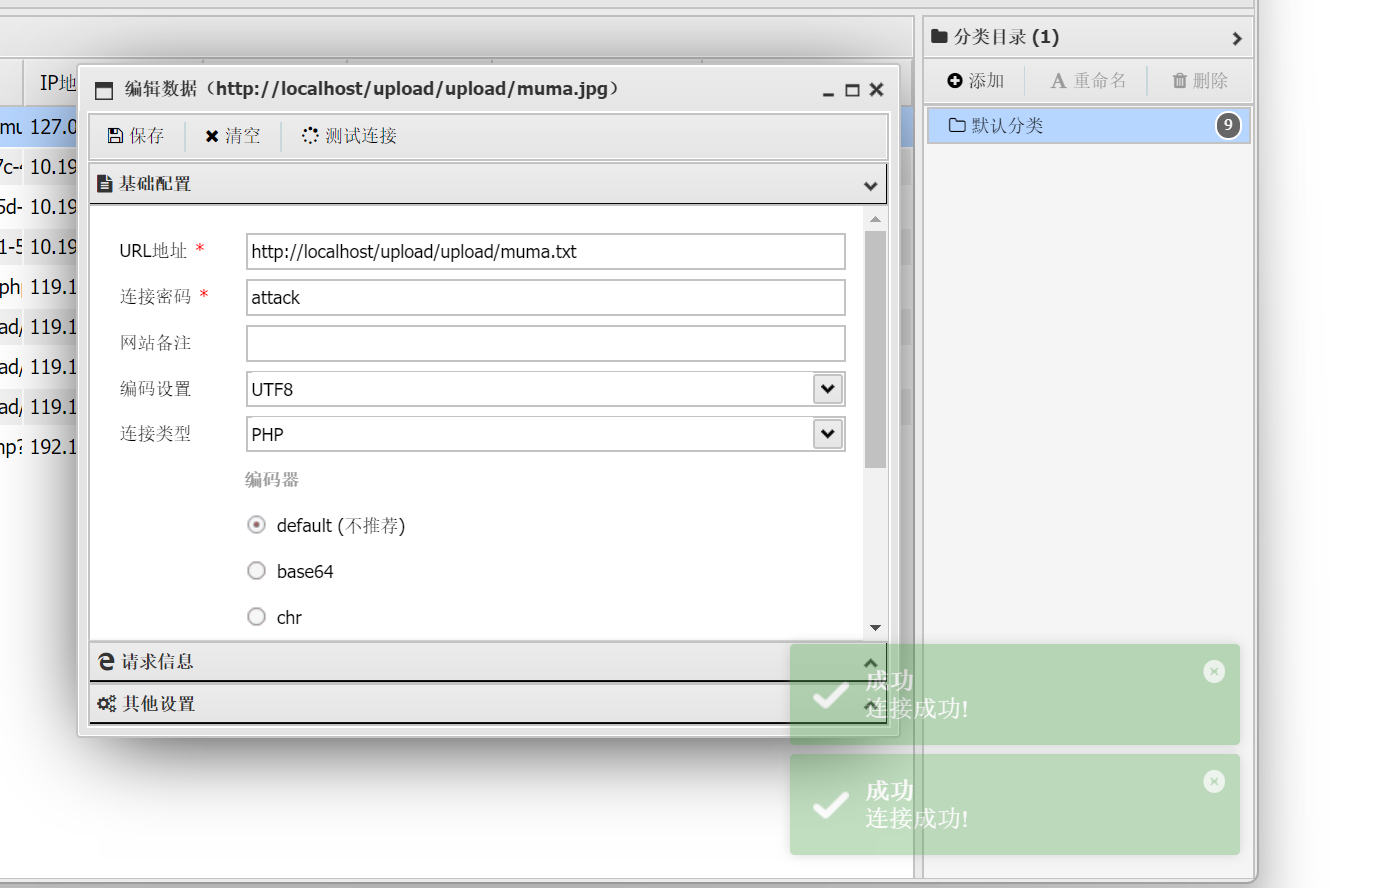 分类目录 (1)
添加
重命名
删除
默认分类
9
IP地
mu 127.0
7c-4 10.19
5d- 10.19
1-5 10.19
php 119.1
ad/ 119.1
ad/ 119.1
ad/ 119.1
np? 192.1
编辑数据（http://localhost/upload/upload/muma.jpg）
保存
清空
测试连接
基础配置
URL地址 *
http://localhost/upload/upload/muma.txt
连接密码 *
attack
网站备注
编码设置
UTF8
连接类型
PHP
编码器
default (不推荐)
base64
chr
请求信息
其他设置
成功
连接成功!
成功
连接成功!